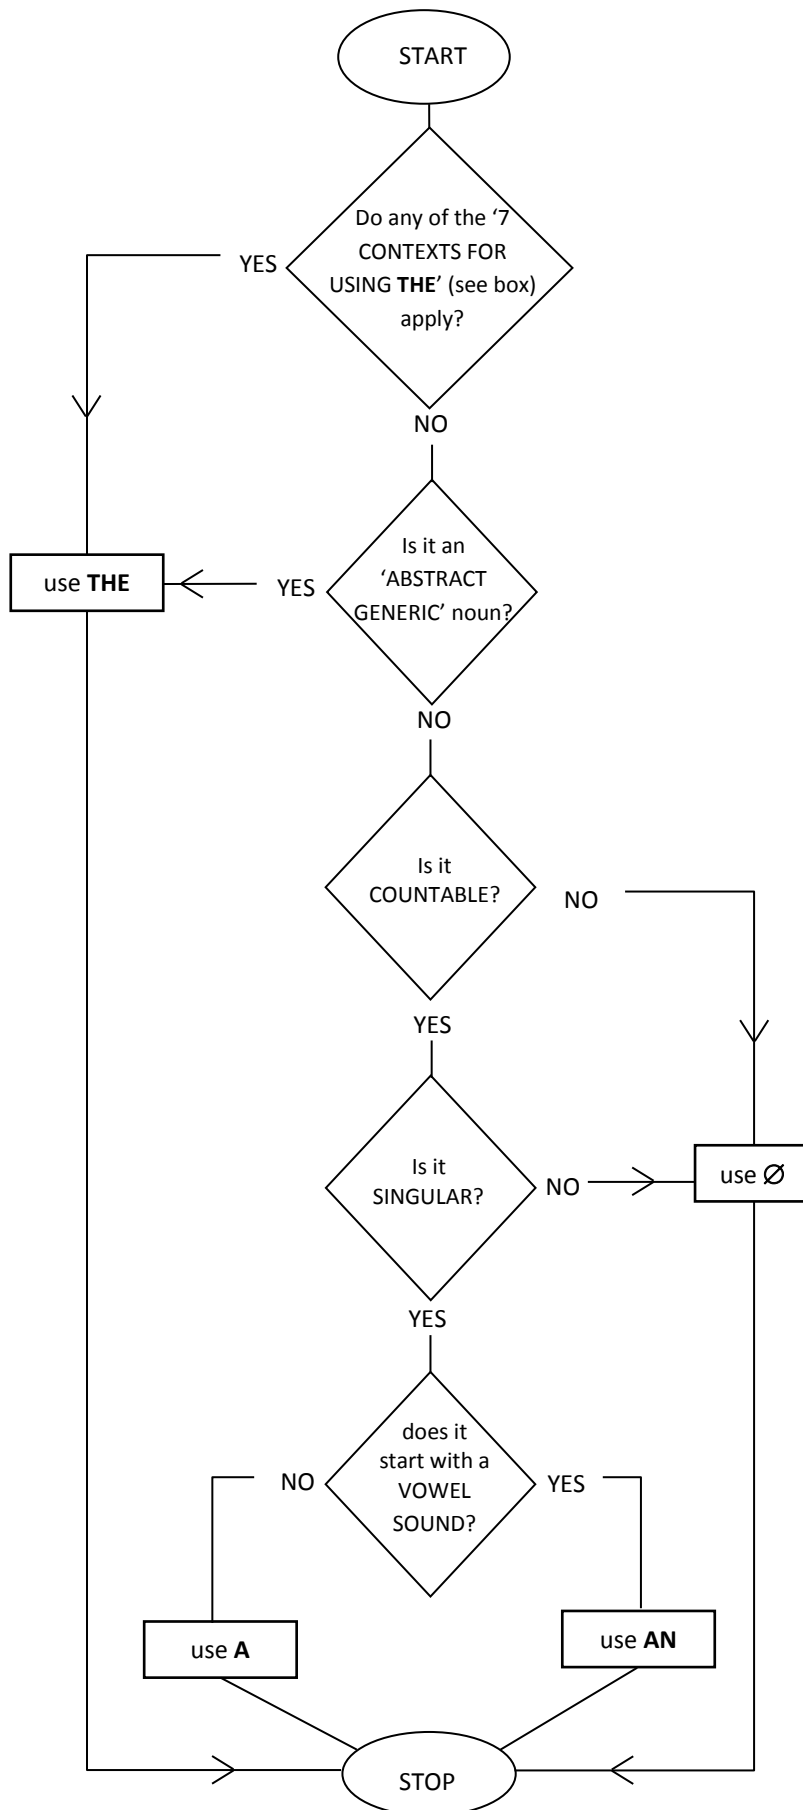 START
Do any of the ‘7
CONTEXTS FOR
USING THE’ (see box)
apply?
YES
NO
Is it an
‘ABSTRACT
GENERIC’ noun?
YES
use THE
NO
Is it
COUNTABLE?
NO
YES
Is it
SINGULAR?
NO
use ∅
YES
does it
start with a
VOWEL
SOUND?
NO
YES
use A
use AN
STOP